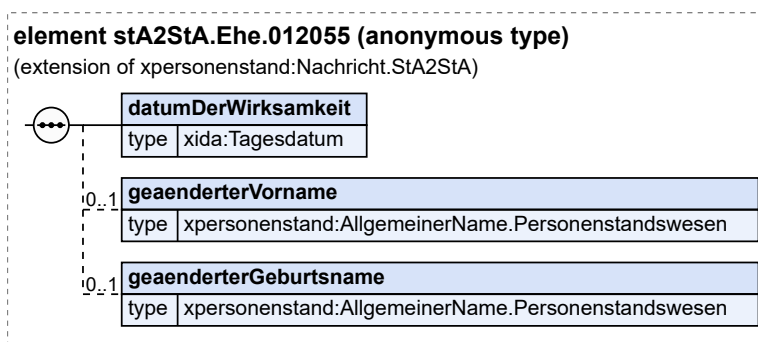 element stA2StA.Ehe.012055 (anonymous type)
(extension of xpersonenstand:Nachricht.StA2StA)
datumDerWirksamkeit
type xida:Tagesdatum
0..1 geaenderterVorname
type xpersonenstand:AllgemeinerName.Personenstandswesen
0..1 geaenderterGeburtsname
type xpersonenstand:AllgemeinerName.Personenstandswesen